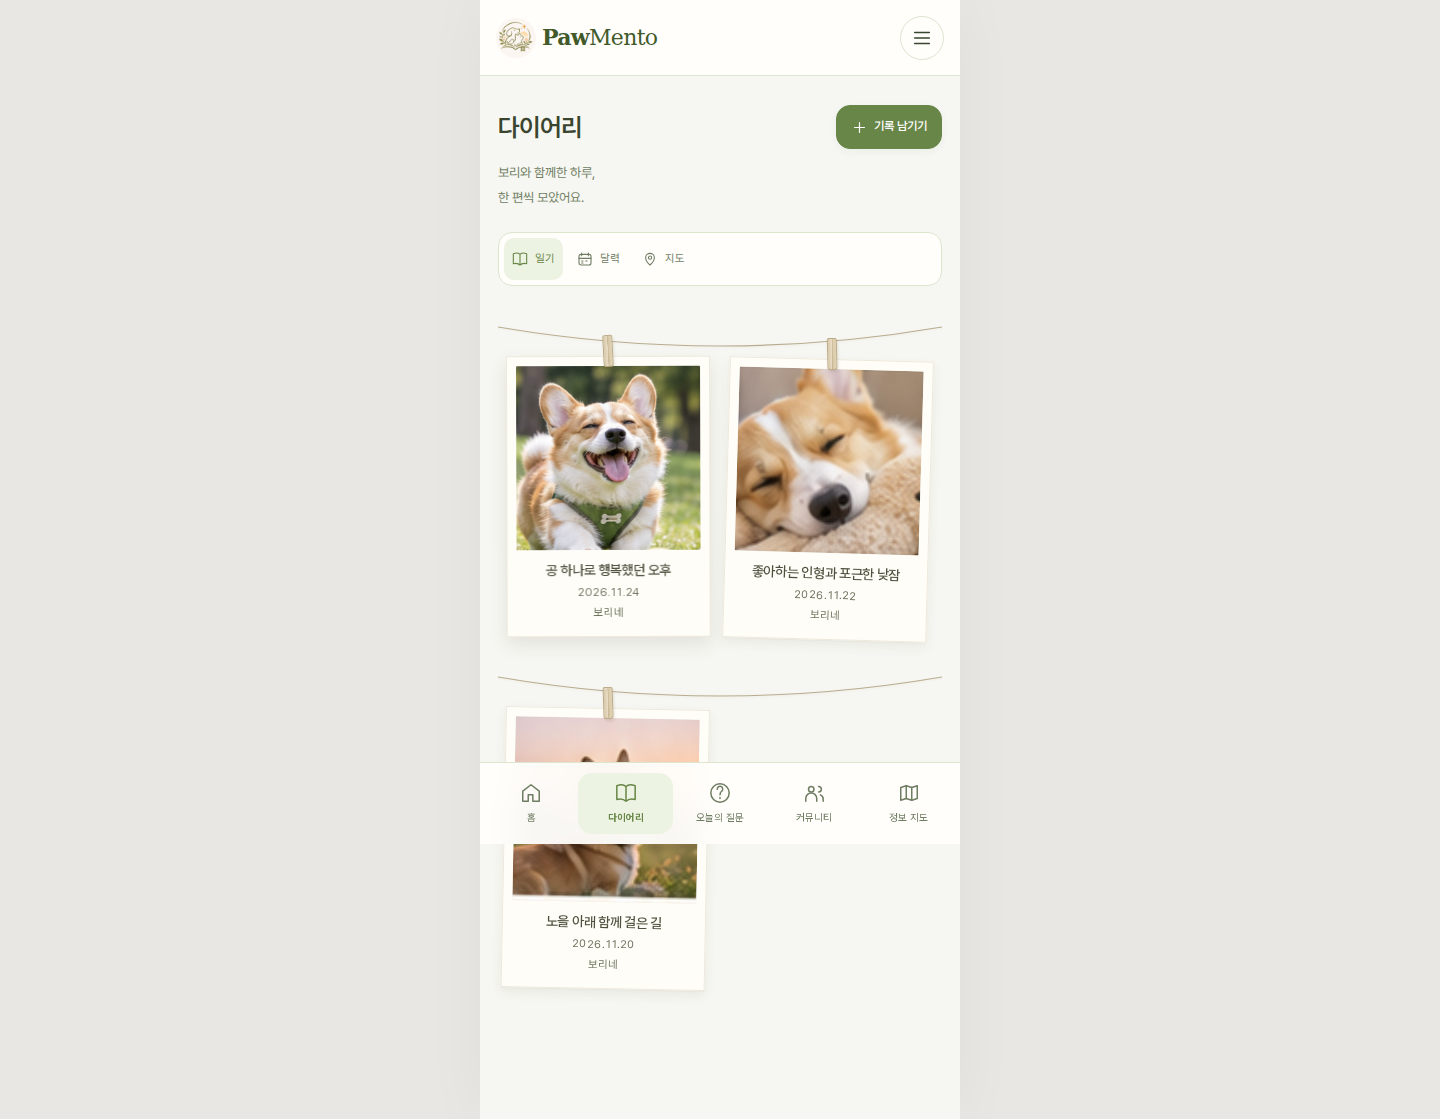 PawMento
다이어리
기록 남기기
보리와 함께한 하루,
한 편씩 모았어요.
일기
달력
지도
공 하나로 행복했던 오후
2026.11.24
보리네
좋아하는 인형과 포근한 낮잠
2026.11.22
보리네
홈
다이어리
오늘의 질문
커뮤니티
정보 지도
노을 아래 함께 걸은 길
2026.11.20
보리네